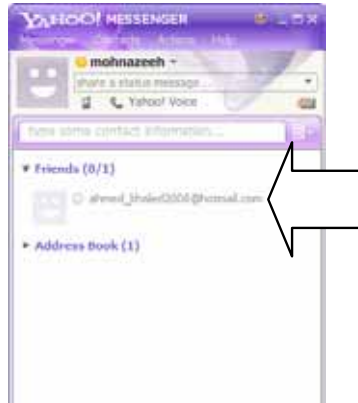 YAHOO! MESSENGER
Messenger Contacts Actions Help
mohnazeeh
share a status message
Yahoo! Voice
type some contact information...
Friends (0/1)
ahmed_khaled2006@hotmail.com
Address Book (1)